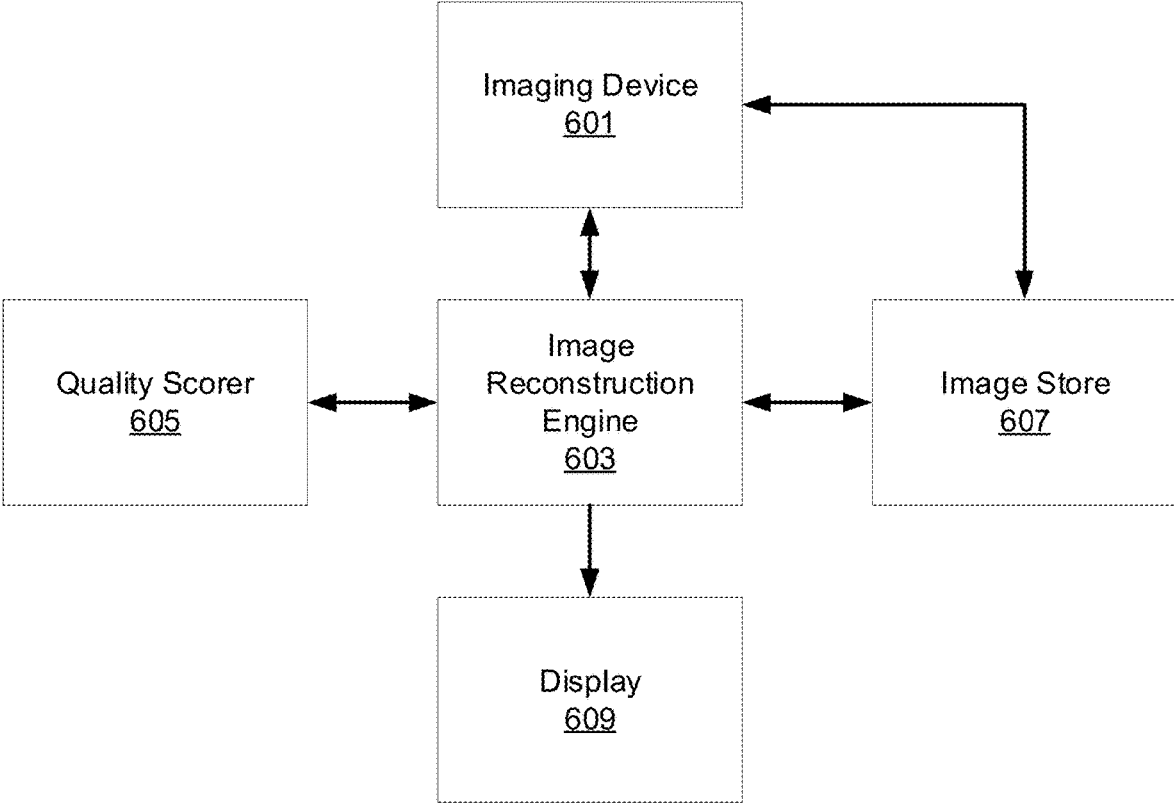 Imaging Device
601
Quality Scorer
605
Image
Reconstruction
Engine
603
Image Store
607
Display
609